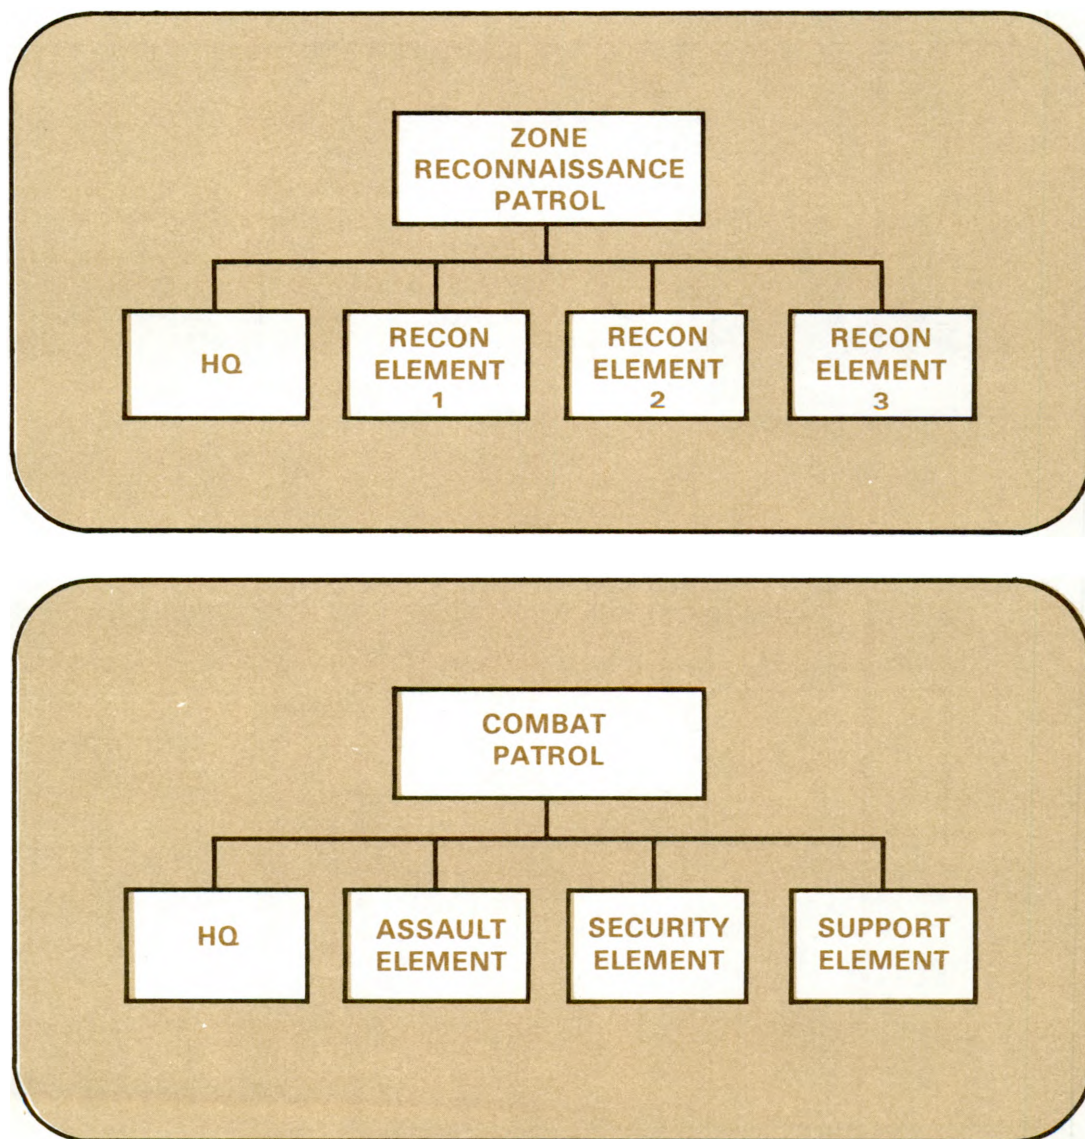 ZONE
RECONNAISSANCE
PATROL
HQ
RECON
ELEMENT
1
RECON
ELEMENT
2
RECON
ELEMENT
3
COMBAT
PATROL
HQ
ASSAULT
ELEMENT
SECURITY
ELEMENT
SUPPORT
ELEMENT